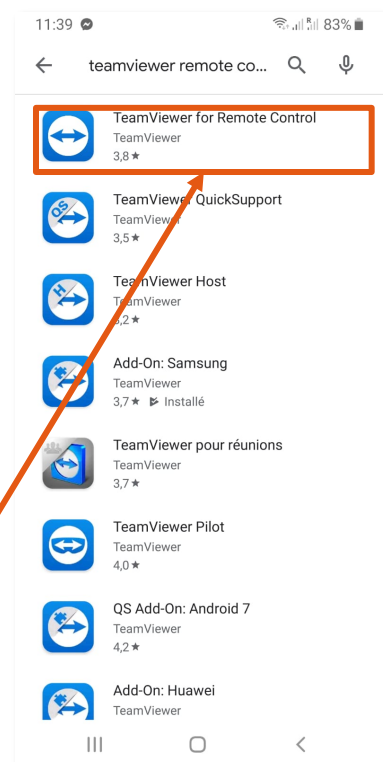 11:39 83%
teamviewer remote co...
TeamViewer for Remote Control
TeamViewer
3,8★
TeamViewer QuickSupport
TeamViewer
3,5★
TeamViewer Host
TeamViewer
3,2★
Add-On: Samsung
TeamViewer
3,7★ Installé
TeamViewer pour réunions
TeamViewer
3,7★
TeamViewer Pilot
TeamViewer
4,0★
QS Add-On: Android 7
TeamViewer
4,2★
Add-On: Huawei
TeamViewer